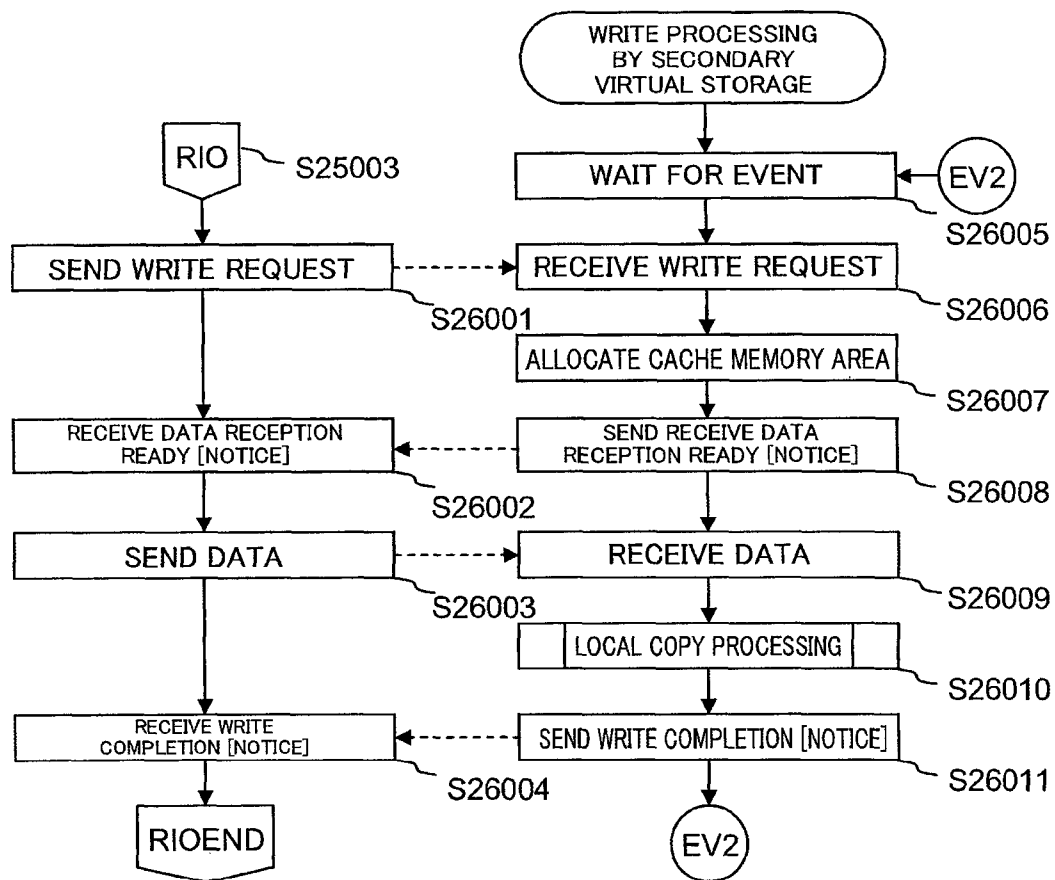 WRITE PROCESSING
BY SECONDARY
VIRTUAL STORAGE
RIO
S25003
WAIT FOR EVENT
EV2
S26005
SEND WRITE REQUEST
RECEIVE WRITE REQUEST
S26001
S26006
ALLOCATE CACHE MEMORY AREA
S26007
RECEIVE DATA RECEPTION
READY [NOTICE]
SEND RECEIVE DATA
RECEPTION READY [NOTICE]
S26002
S26008
SEND DATA
RECEIVE DATA
S26003
S26009
LOCAL COPY PROCESSING
S26010
RECEIVE WRITE
COMPLETION [NOTICE]
SEND WRITE COMPLETION [NOTICE]
S26004
S26011
RIOEND
EV2